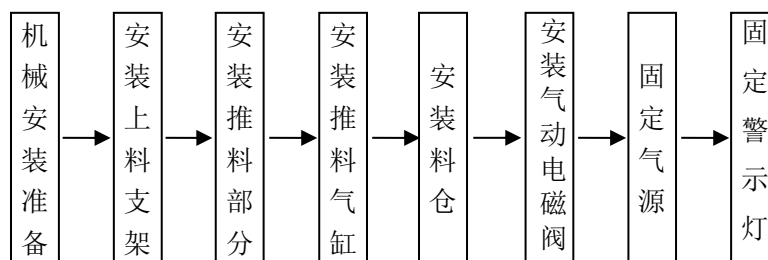 机械安装准备
安装上料支架
安装推料部分
安装推料气缸
安装料仓
安装气动电磁阀
固定气源
固定警示灯